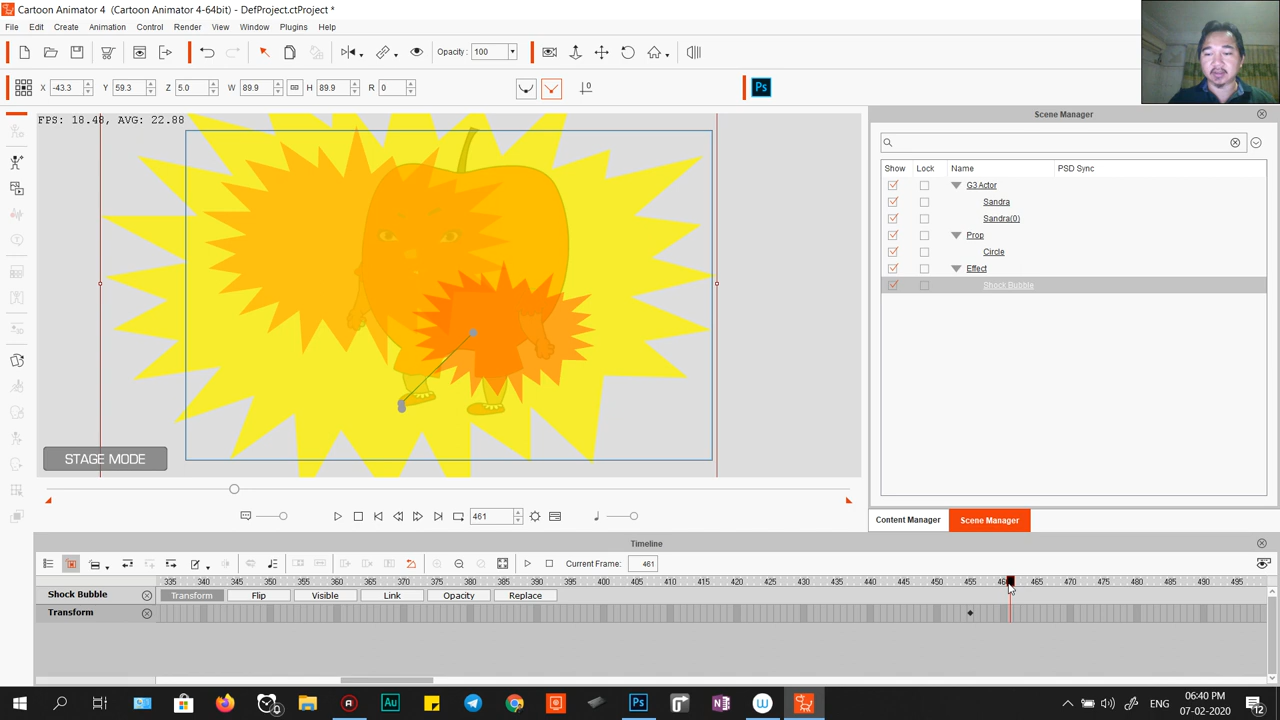 Cartoon Animator 4 (Cartoon Animator 4-64bit) - DefProject.ctProject *
File Edit Create Animation Control Render View Window Plugins Help
Opacity : 100
X -43.3 Y 59.3 Z 5.0 W 89.9 H 89.9 R 0 Ps
FPS: 18.48, AVG: 22.88
STAGE MODE
461
Scene Manager
Show Lock Name PSD Sync
G3 Actor
Sandra
Sandra(0)
Prop
Circle
Effect
Shock Bubble
Content Manager Scene Manager
Timeline
Current Frame: 461
335 340 345 350 355 360 365 370 375 380 385 390 395 400 405 410 415 420 425 430 435 440 445 450 455 465 470 475 480 485 490 495
Shock Bubble Transform Flip Visible Link Opacity Replace
Transform
ENG
06:40 PM
07-02-2020